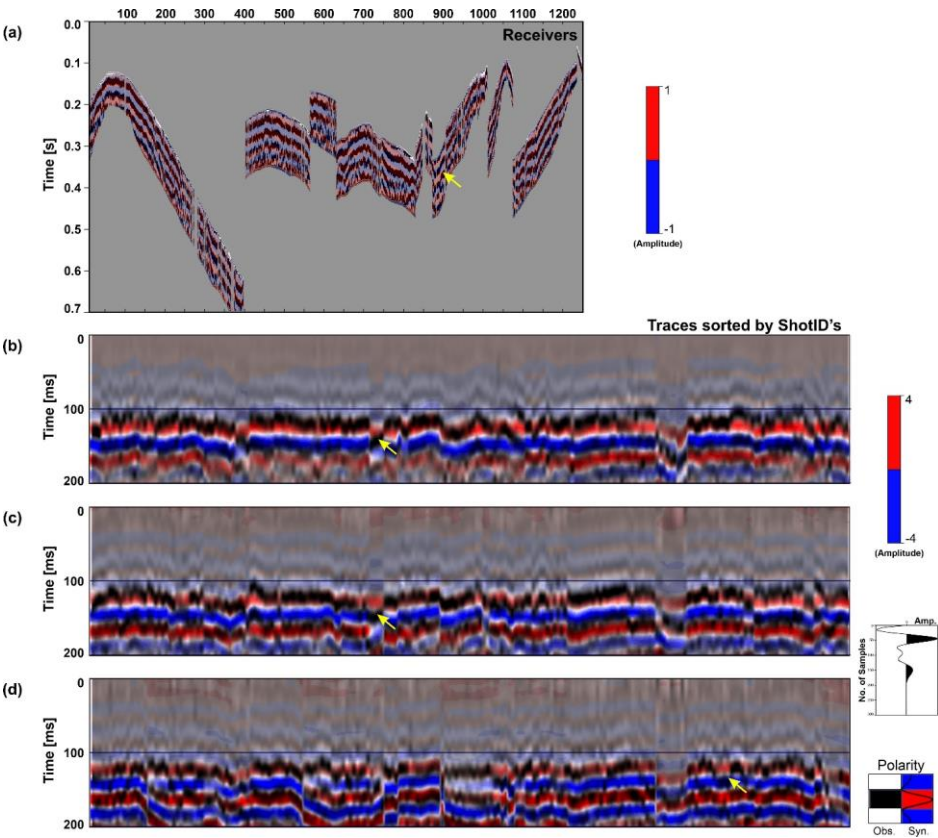 100 200 300 400 500 600 700 800 900 1000 1100 1200
(a)
Receivers
0.0
0.1
0.2
0.3
0.4
0.5
0.6
0.7
Time [s]
1
-1
(Amplitude)
Traces sorted by ShotID's
(b)
0
100
200
Time [ms]
4
-4
(Amplitude)
(c)
0
100
200
Time [ms]
Amp.
No. of Samples
(d)
0
100
200
Time [ms]
Polarity
Obs. Syn.